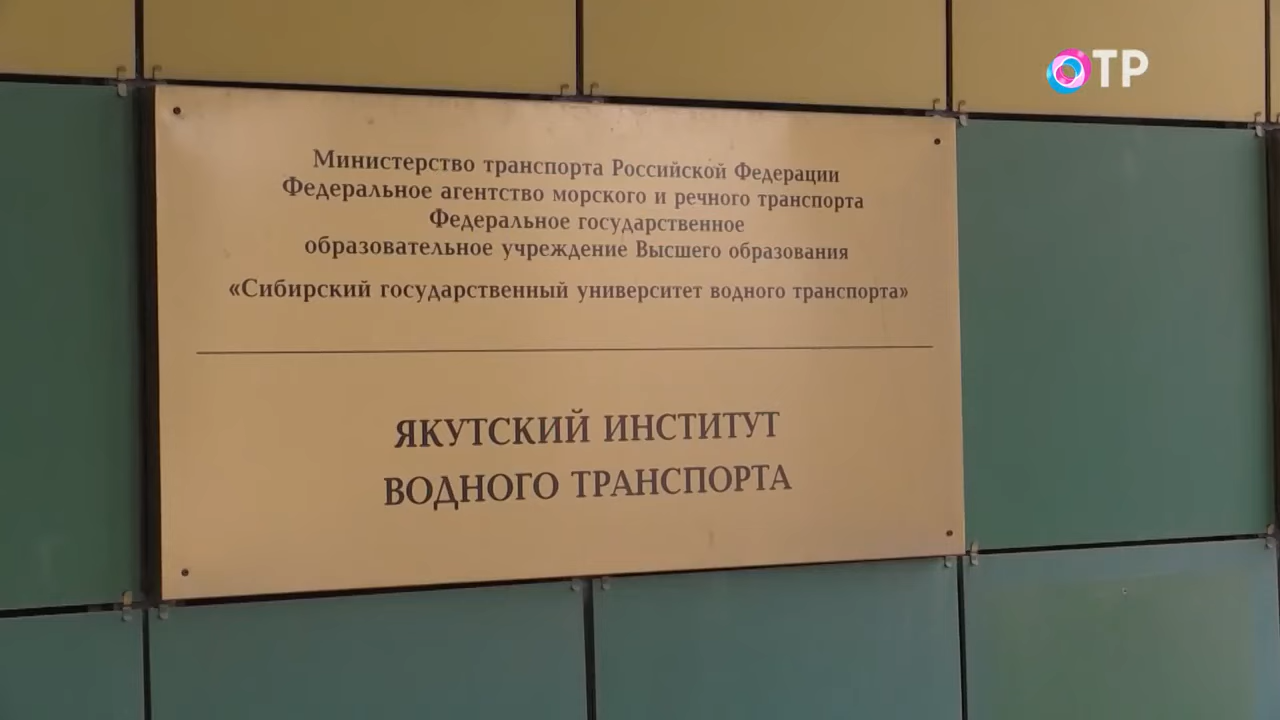 ОТР
Министерство транспорта Российской Федерации
Федеральное агентство морского и речного транспорта
Федеральное государственное
образовательное учреждение Высшего образования
«Сибирский государственный университет водного транспорта»
ЯКУТСКИЙ ИНСТИТУТ
ВОДНОГО ТРАНСПОРТА